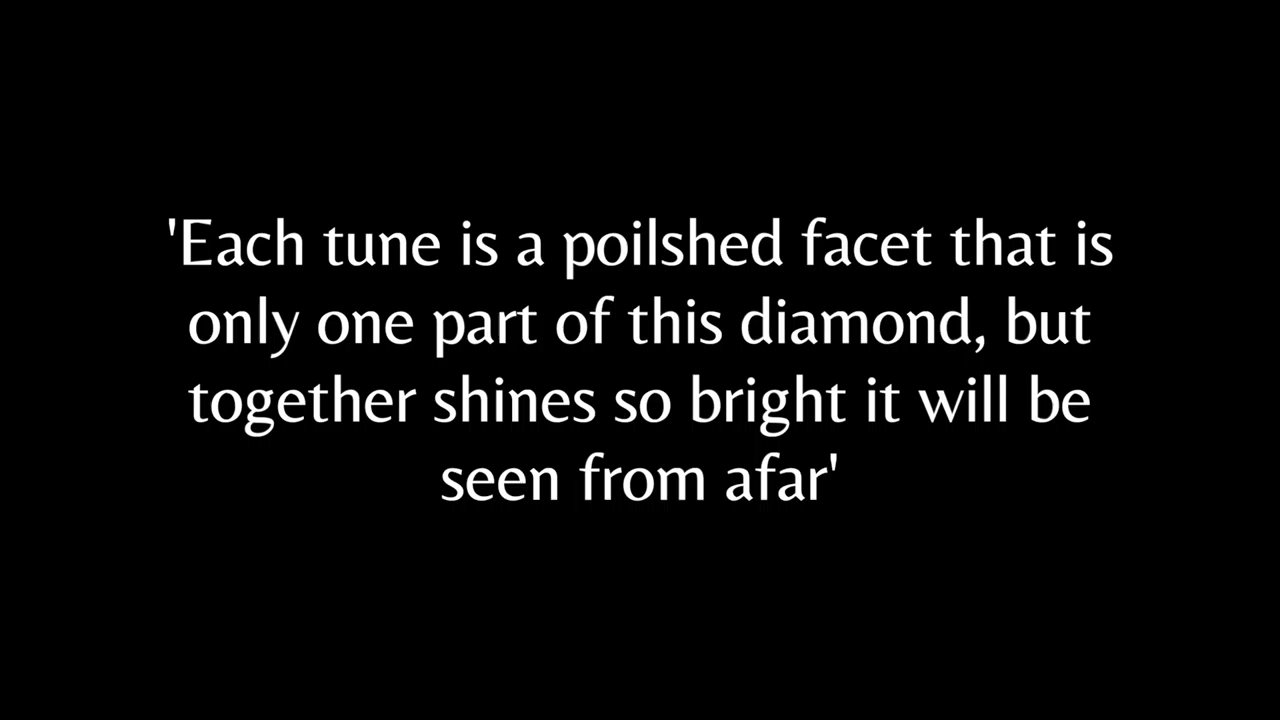 'Each tune is a poilshed facet that is
only one part of this diamond, but
together shines so bright it will be
seen from afar'